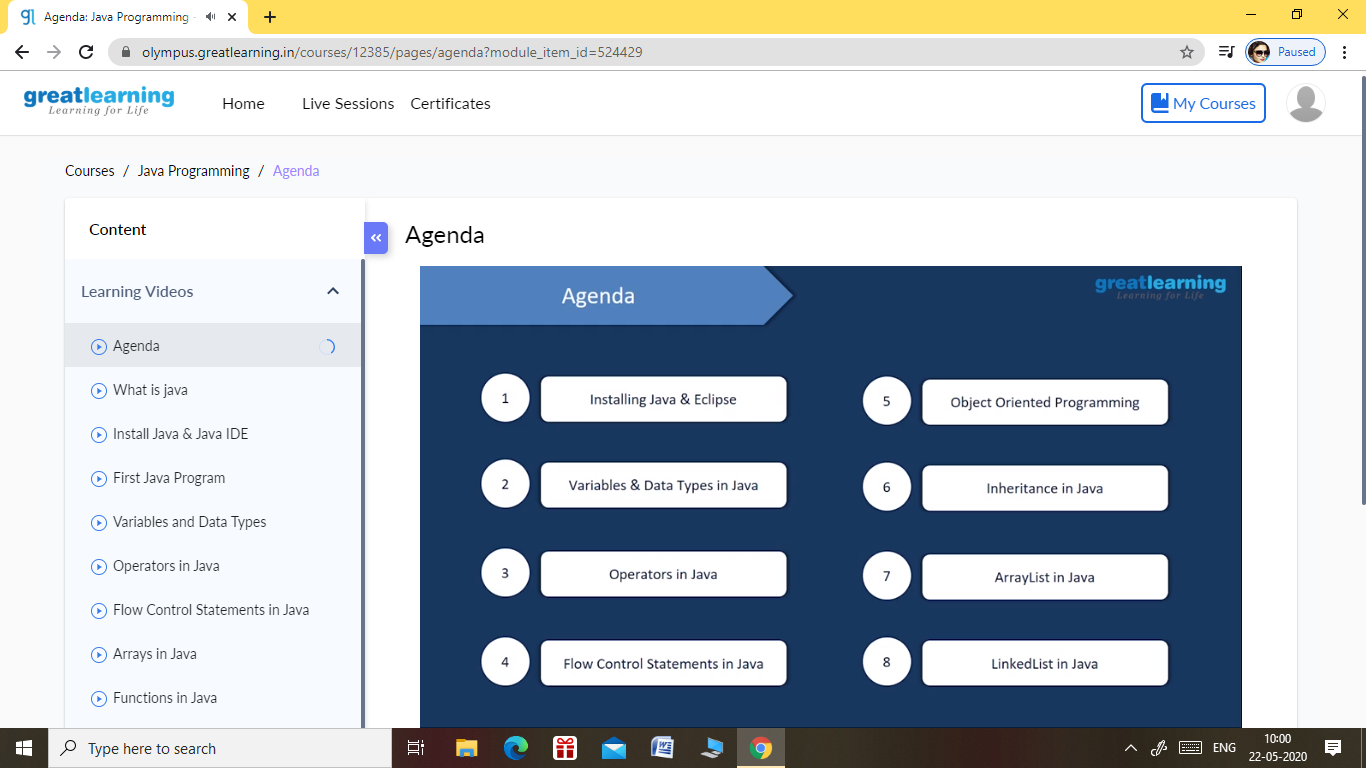 Agenda: Java Programming -
olympus.greatlearning.in/courses/12385/pages/agenda?module_item_id=524429
Paused
greatlearning
Learning for Life
Home
Live Sessions
Certificates
My Courses
Courses / Java Programming / Agenda
Content
Learning Videos
Agenda
What is java
Install Java & Java IDE
First Java Program
Variables and Data Types
Operators in Java
Flow Control Statements in Java
Arrays in Java
Functions in Java
Agenda
Agenda
greatlearning
Learning for Life
1 Installing Java & Eclipse
2 Variables & Data Types in Java
3 Operators in Java
4 Flow Control Statements in Java
5 Object Oriented Programming
6 Inheritance in Java
7 ArrayList in Java
8 LinkedList in Java
Type here to search
ENG
10:00
22-05-2020